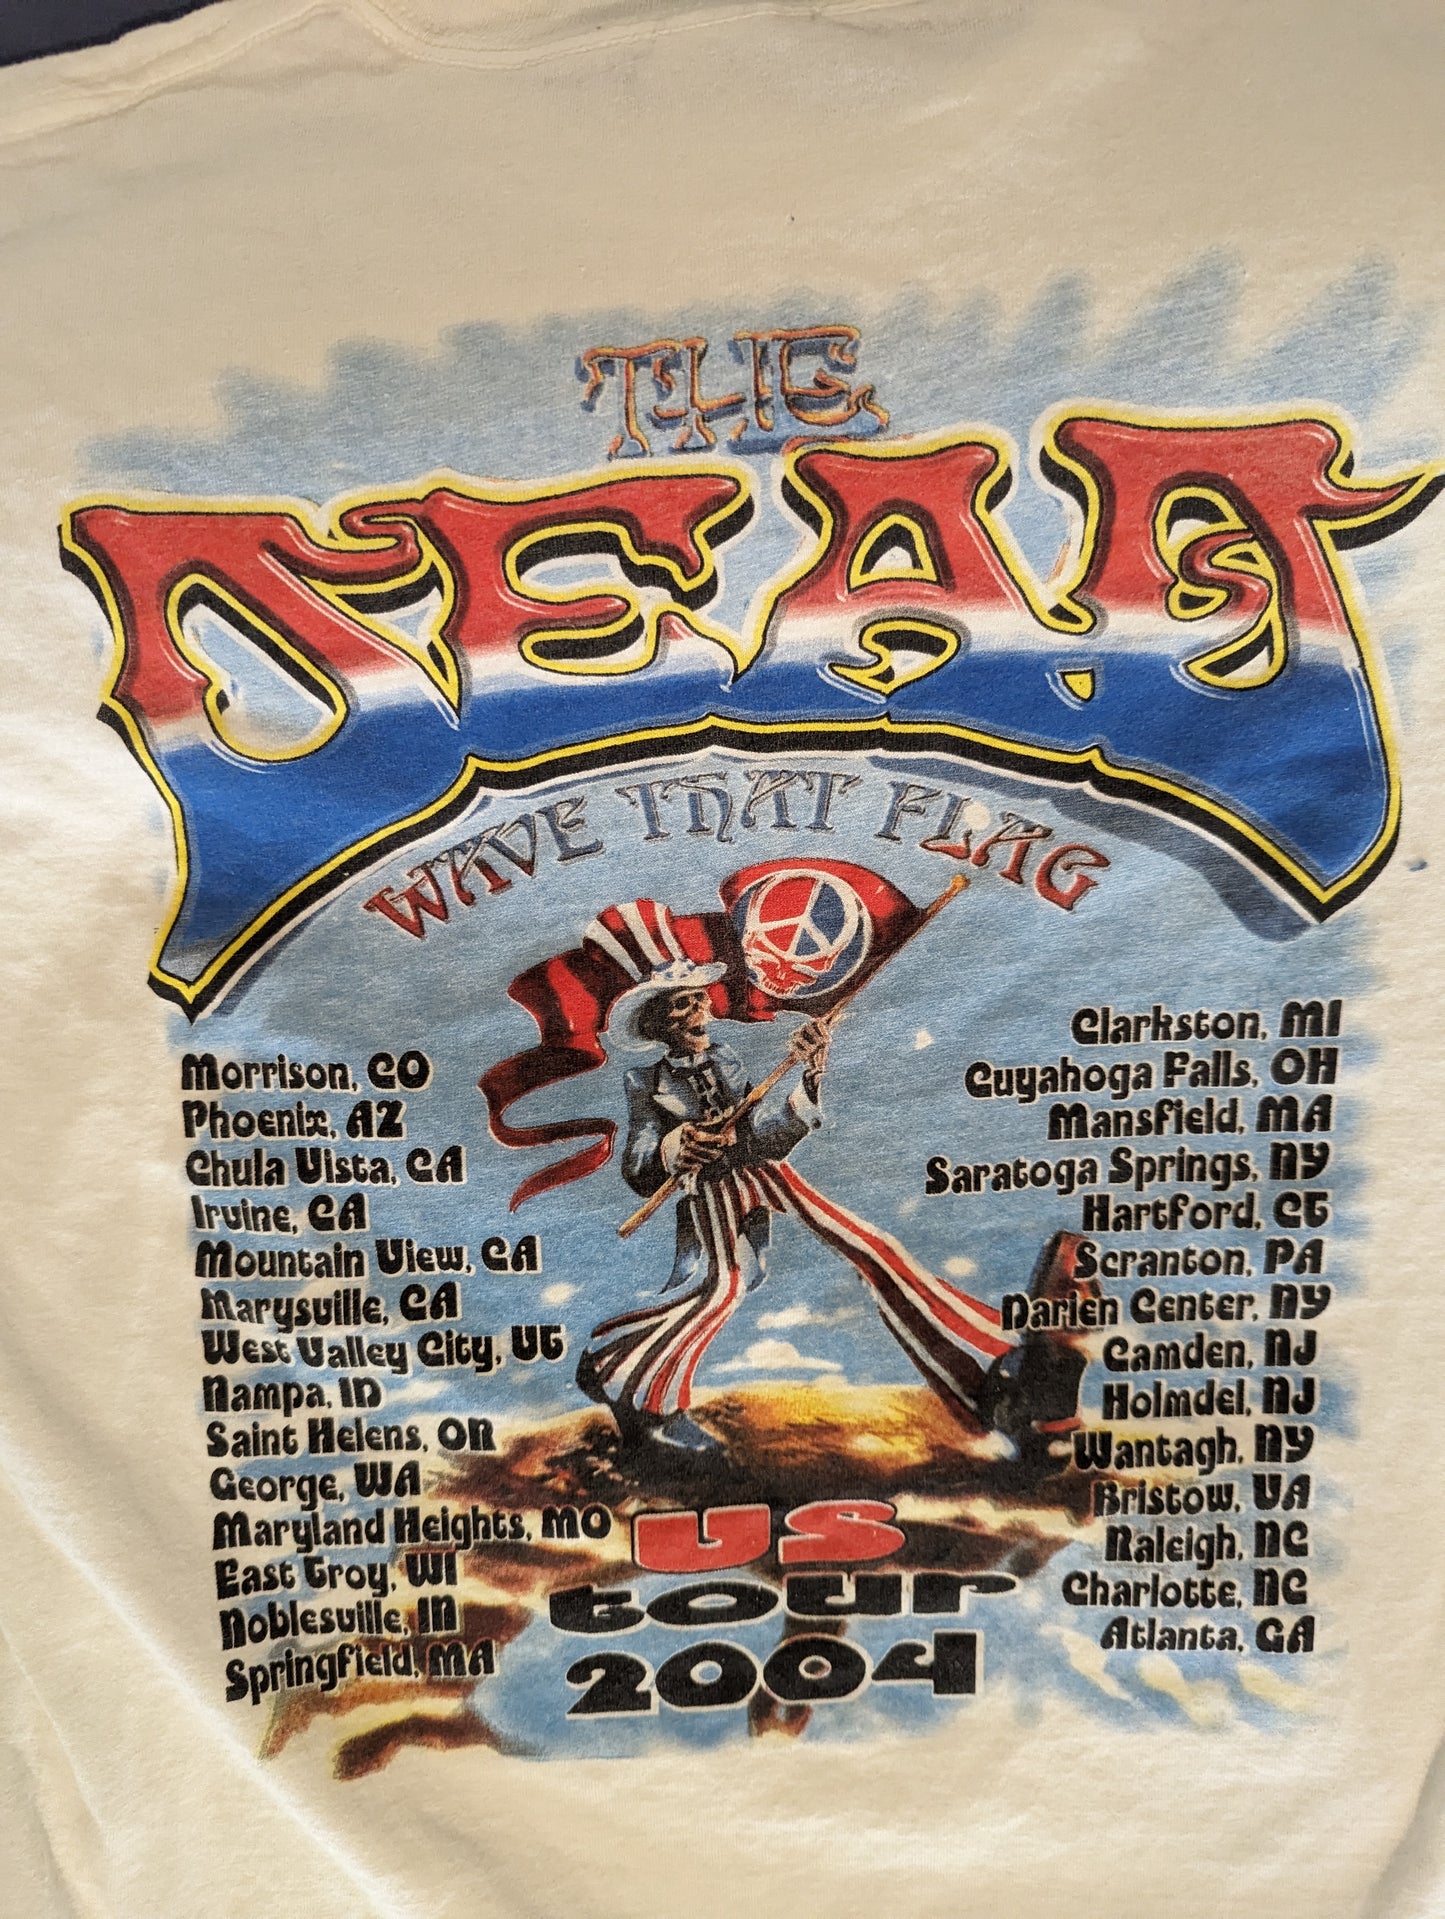 THE
DEAD
WAVE THAT FLAG
Morrison, CO
Phoenix, AZ
Chula Vista, CA
Irvine, CA
Mountain View, CA
Marysville, CA
West Valley City, UT
Nampa, ID
Saint Helens, OR
George, WA
Maryland Heights, MO
East Troy, WI
Noblesville, IN
Springfield, MA
Clarkston, MI
Cuyahoga Falls, OH
Mansfield, MA
Saratoga Springs, NY
Hartford, CT
Scranton, PA
Darien Center, NY
Camden, NJ
Holmdel, NJ
Wantagh, NY
Bristow, VA
Raleigh, NC
Charlotte, NC
Atlanta, GA
US
tour
2004